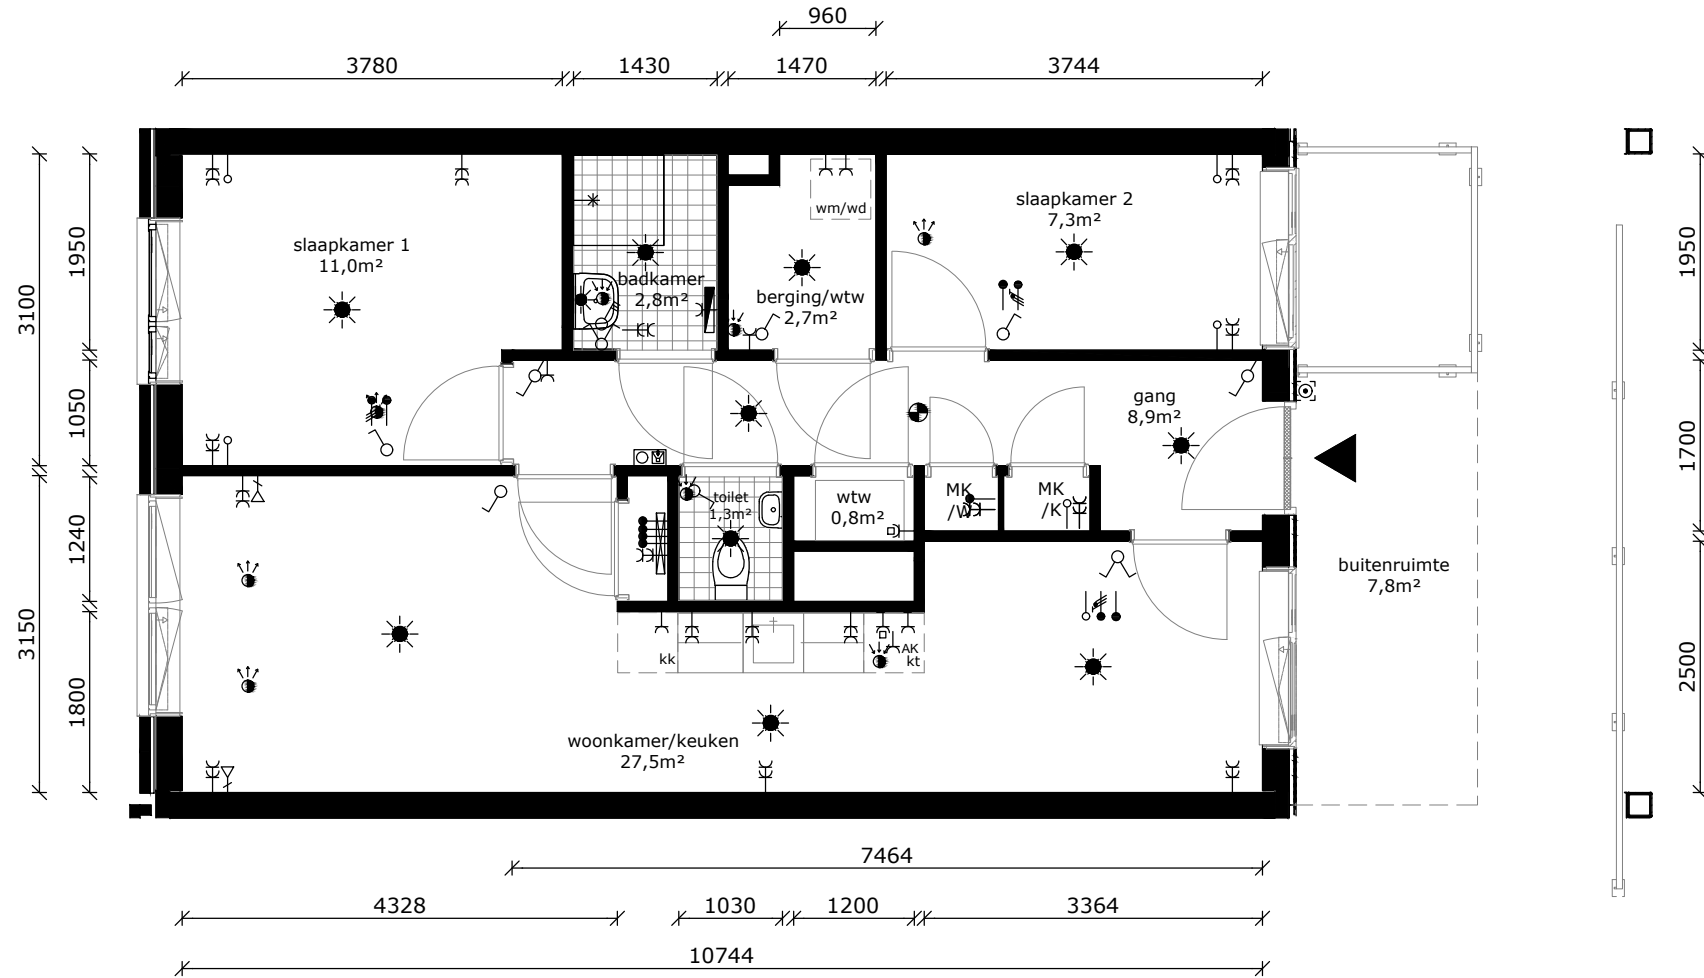 960
3780
1430
1470
3744
3100
1950
1050
3150
1240
1800
1950
1700
2500
slaapkamer 1
11,0m²
badkamer
2,8m²
wm/wd
berging/wtw
2,7m²
slaapkamer 2
7,3m²
gang
8,9m²
toilet
1,3m²
wtw
0,8m²
MK
/W
MK
/K
buitenruimte
7,8m²
kk
AK
kt
woonkamer/keuken
27,5m²
7464
4328
1030
1200
3364
10744